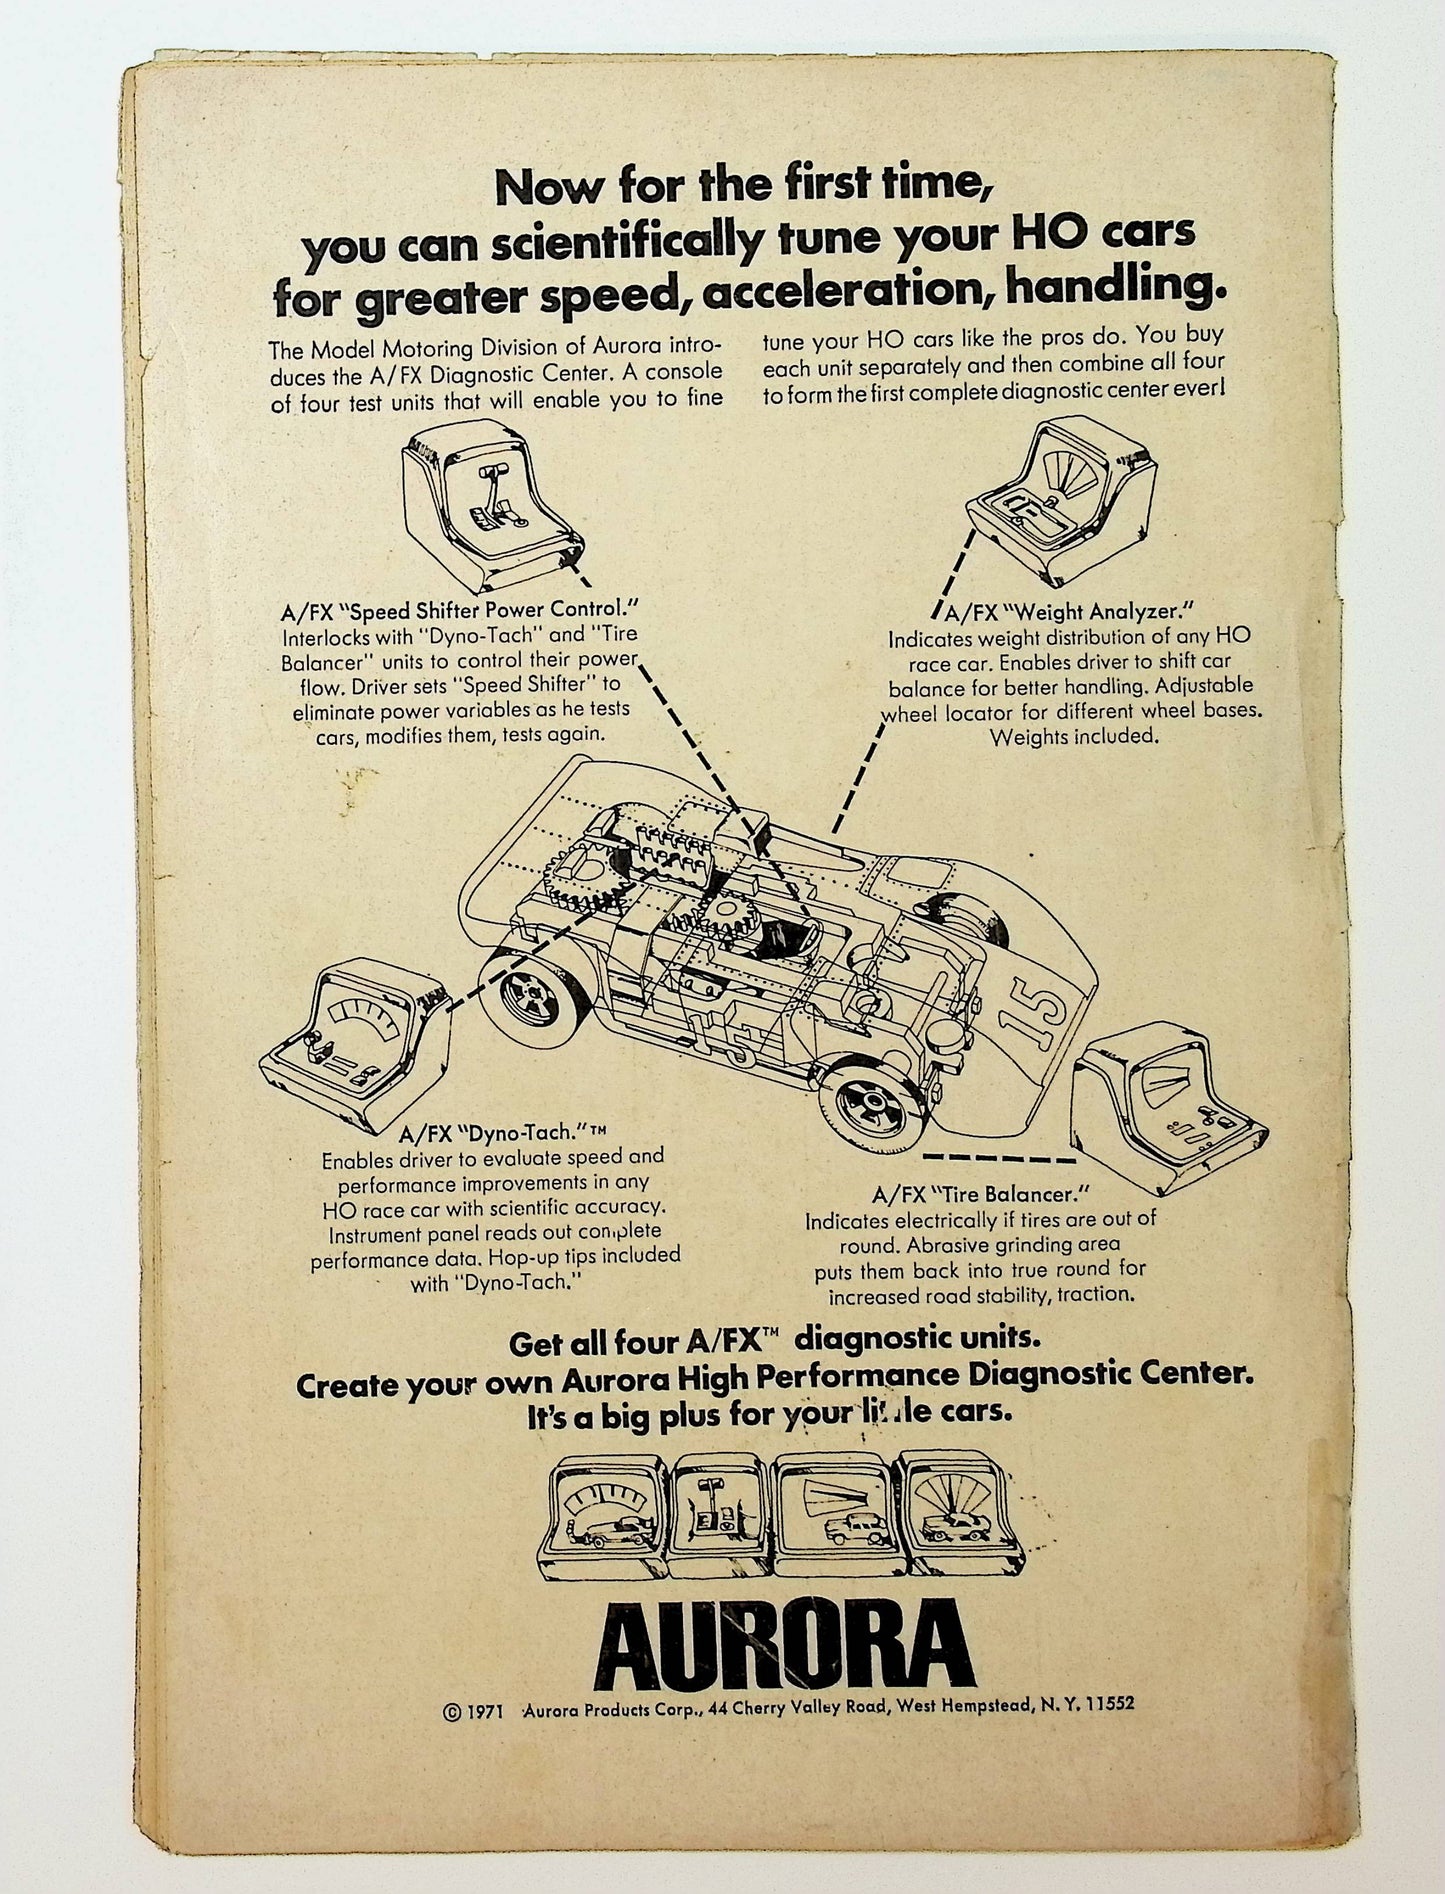 Now for the first time,
you can scientifically tune your HO cars
for greater speed, acceleration, handling.
The Model Motoring Division of Aurora intro-
duces the A/FX Diagnostic Center. A console
of four test units that will enable you to fine
tune your HO cars like the pros do. You buy
each unit separately and then combine all four
to form the first complete diagnostic center ever!
A/FX "Speed Shifter Power Control."
Interlocks with "Dyno-Tach" and "Tire
Balancer" units to control their power
flow. Driver sets "Speed Shifter" to
eliminate power variables as he tests
cars, modifies them, tests again.
A/FX "Weight Analyzer."
Indicates weight distribution of any HO
race car. Enables driver to shift car
balance for better handling. Adjustable
wheel locator for different wheel bases.
Weights included.
15
15
A/FX "Dyno-Tach."™
Enables driver to evaluate speed and
performance improvements in any
HO race car with scientific accuracy.
Instrument panel reads out complete
performance data. Hop-up tips included
with "Dyno-Tach."
A/FX "Tire Balancer."
Indicates electrically if tires are out of
round. Abrasive grinding area
puts them back into true round for
increased road stability, traction.
Get all four A/FX™ diagnostic units.
Create your own Aurora High Performance Diagnostic Center.
It's a big plus for your little cars.
AURORA
© 1971 Aurora Products Corp., 44 Cherry Valley Road, West Hempstead, N. Y. 11552